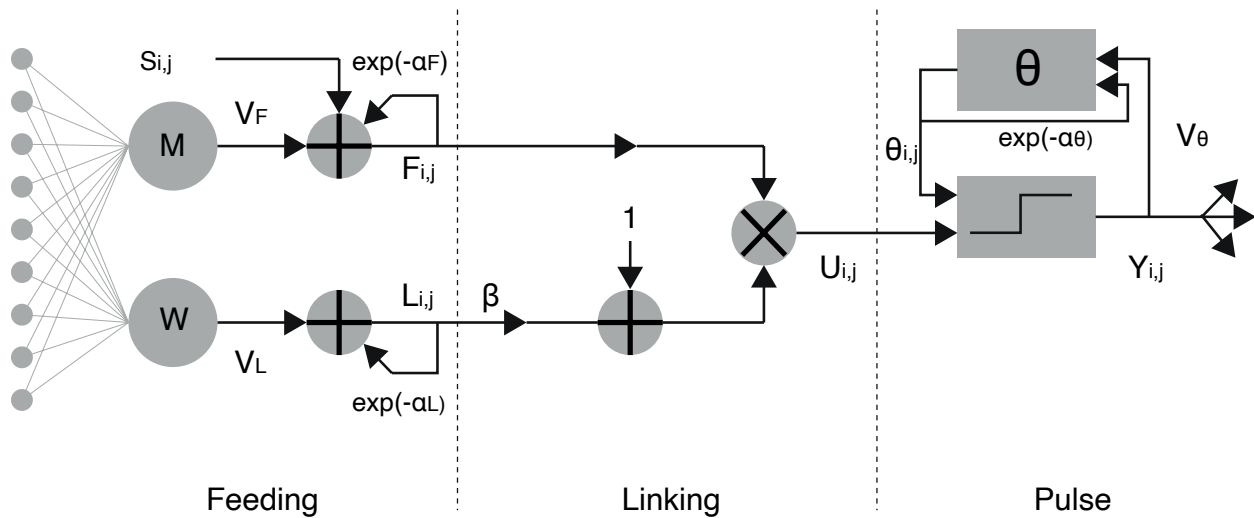 Si,j
exp(-αF)
θ
VF
M
Fi,j
exp(-αθ)
Vθ
θi,j
1
Ui,j
Yi,j
Li,j
β
W
VL
exp(-αL)
Feeding
Linking
Pulse